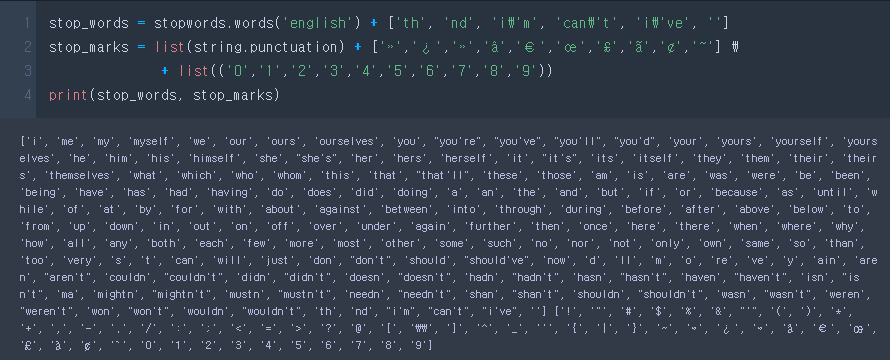 1 stop_words = stopwords.words('english') + ['th', 'nd', 'i₩'m', 'can₩'t', 'i₩'ve', '']
2 stop_marks = list(string.punctuation) + ['»','¿','»','â','€','œ','£','ã','¢','~'] ₩
3 + list(('0','1','2','3','4','5','6','7','8','9'))
4 print(stop_words, stop_marks)
['i', 'me', 'my', 'myself', 'we', 'our', 'ours', 'ourselves', 'you', "you're", "you've", "you'll", "you'd", 'your', 'yours', 'yourself', 'yours
elves', 'he', 'him', 'his', 'himself', 'she', "she's", 'her', 'hers', 'herself', 'it', "it's", 'its', 'itself', 'they', 'them', 'their', 'their
s', 'themselves', 'what', 'which', 'who', 'whom', 'this', 'that', "that'll", 'these', 'those', 'am', 'is', 'are', 'was', 'were', 'be', 'been',
'being', 'have', 'has', 'had', 'having', 'do', 'does', 'did', 'doing', 'a', 'an', 'the', 'and', 'but', 'if', 'or', 'because', 'as', 'until', 'w
hile', 'of', 'at', 'by', 'for', 'with', 'about', 'against', 'between', 'into', 'through', 'during', 'before', 'after', 'above', 'below', 'to',
'from', 'up', 'down', 'in', 'out', 'on', 'off', 'over', 'under', 'again', 'further', 'then', 'once', 'here', 'there', 'when', 'where', 'why',
'how', 'all', 'any', 'both', 'each', 'few', 'more', 'most', 'other', 'some', 'such', 'no', 'nor', 'not', 'only', 'own', 'same', 'so', 'than',
'too', 'very', 's', 't', 'can', 'will', 'just', 'don', "don't", 'should', "should've", 'now', 'd', 'll', 'm', 'o', 're', 've', 'y', 'ain', 'are
n', "aren't", 'couldn', "couldn't", 'didn', "didn't", 'doesn', "doesn't", 'hadn', "hadn't", 'hasn', "hasn't", 'haven', "haven't", 'isn', "is
n't", 'ma', 'mightn', "mightn't", 'mustn', "mustn't", 'needn', "needn't", 'shan', "shan't", 'shouldn', "shouldn't", 'wasn', "wasn't", 'weren',
"weren't", 'won', "won't", 'wouldn', "wouldn't", 'th', 'nd', "i'm", "can't", "i've", ''] ['!', '"', '#', '$', '%', '&', "'", '(', ')', '*',
'+', ',', '-', '.', '/', ':', ';', '<', '=', '>', '?', '@', '[', '₩₩', ']', '^', '_', '`', '{', '|', '}', '~', '»', '¿', '»', 'â', '€', 'œ',
'£', 'ã', '¢', '~', '0', '1', '2', '3', '4', '5', '6', '7', '8', '9']